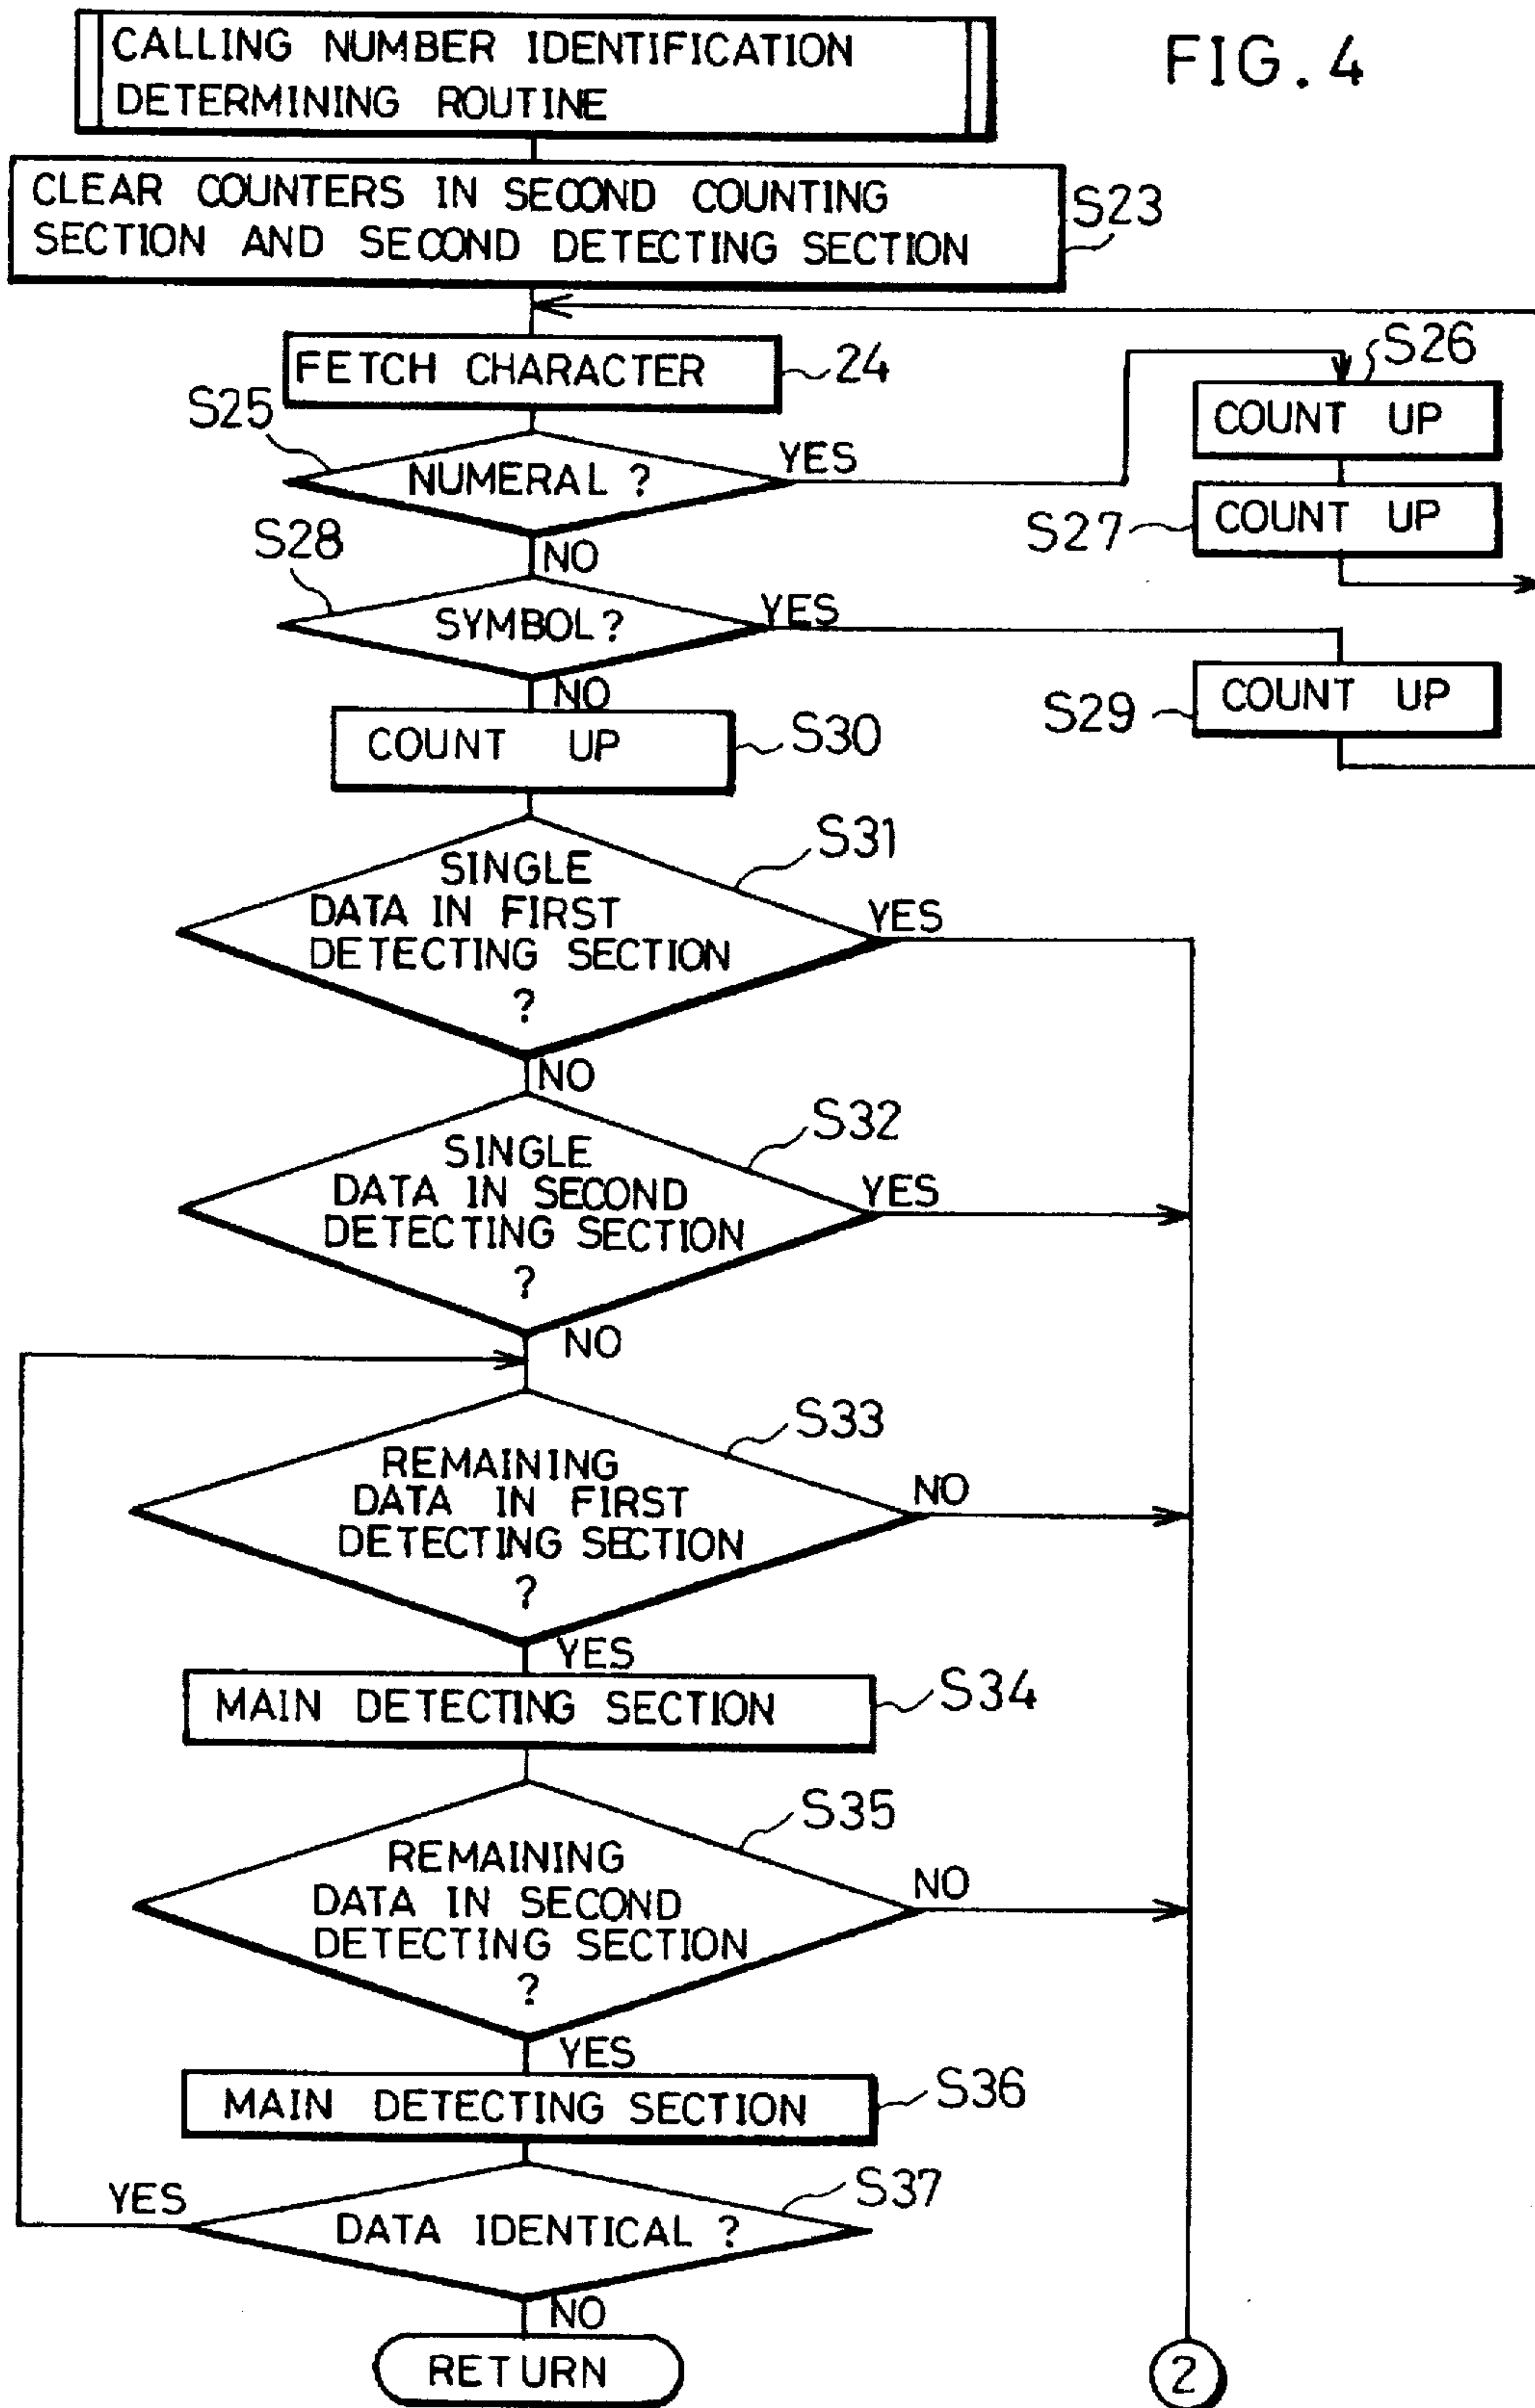 CALLING NUMBER IDENTIFICATION
DETERMINING ROUTINE
FIG. 4
CLEAR COUNTERS IN SECOND COUNTING
SECTION AND SECOND DETECTING SECTION
S23
FETCH CHARACTER
24
S25
NUMERAL ?
YES
S26
COUNT UP
S27
COUNT UP
NO
S28
SYMBOL?
YES
S29
COUNT UP
NO
COUNT UP
S30
S31
SINGLE
DATA IN FIRST
DETECTING SECTION
?
YES
NO
S32
SINGLE
DATA IN SECOND
DETECTING SECTION
?
YES
NO
S33
REMAINING
DATA IN FIRST
DETECTING SECTION
?
NO
YES
MAIN DETECTING SECTION
S34
S35
REMAINING
DATA IN SECOND
DETECTING SECTION
?
NO
YES
MAIN DETECTING SECTION
S36
S37
YES
DATA IDENTICAL ?
NO
RETURN
2